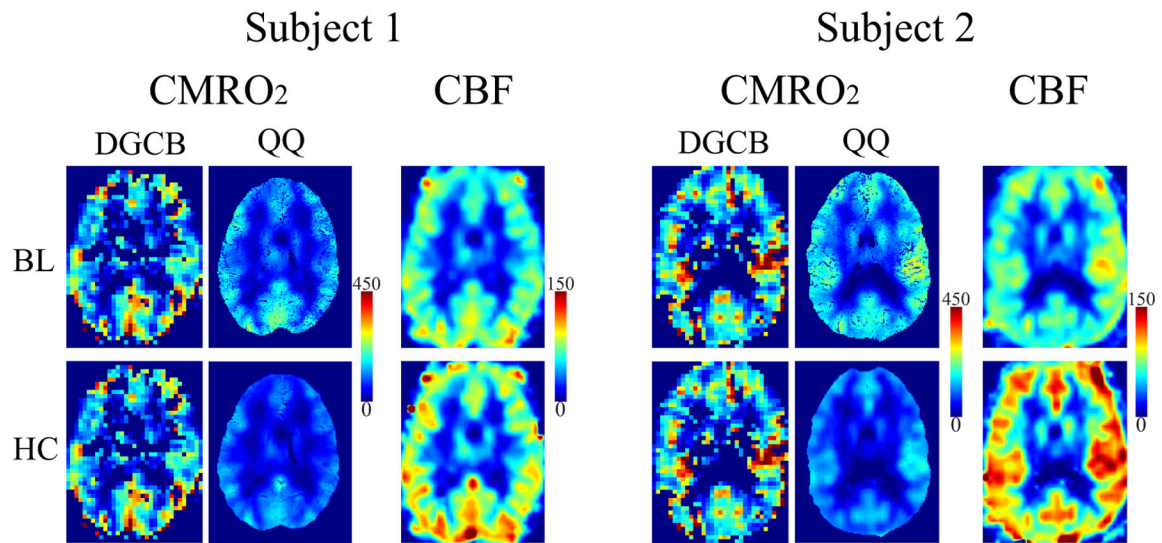 Subject 1 Subject 2
CMRO₂ CBF CMRO₂ CBF
DGCB QQ DGCB QQ
BL
450 150 450 150
0 0 0 0
HC